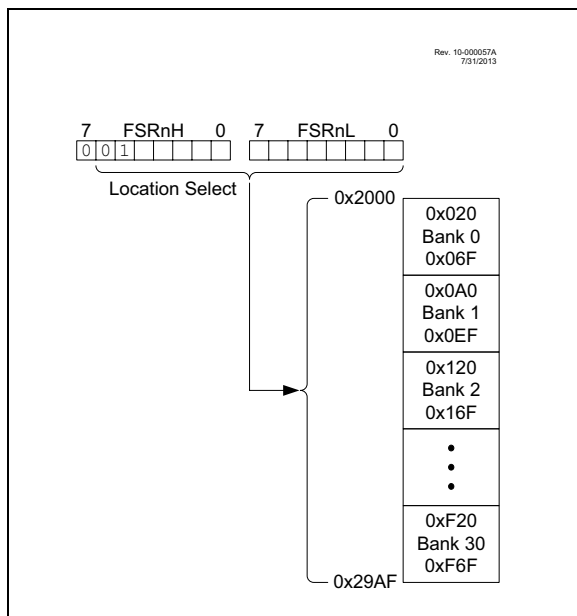 Rev. 10-000057A
7/31/2013
7 FSRnH 0 7 FSRnL 0
0 0 1
Location Select
0x2000
0x020
Bank 0
0x06F
0x0A0
Bank 1
0x0EF
0x120
Bank 2
0x16F
0xF20
Bank 30
0xF6F
0x29AF